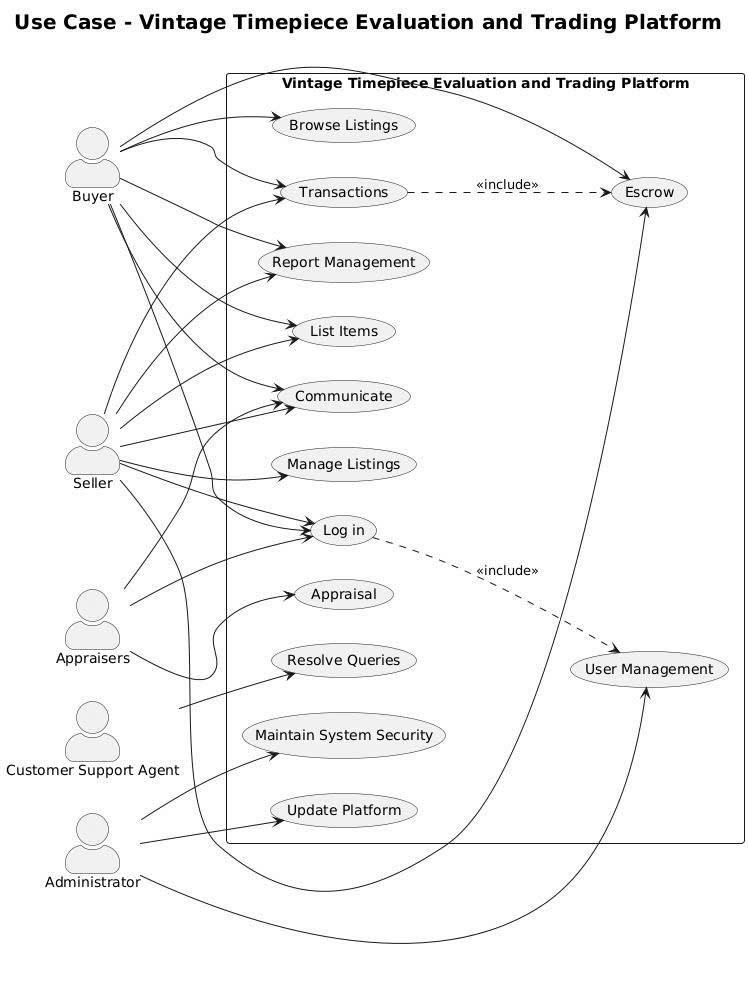 Use Case - Vintage Timepiece Evaluation and Trading Platform
Vintage Timepiece Evaluation and Trading Platform
Browse Listings
Transactions
«include»
Escrow
Buyer
Report Management
List Items
Communicate
Manage Listings
Seller
Log in
«include»
Appraisal
Appraisers
Resolve Queries
User Management
Maintain System Security
Customer Support Agent
Update Platform
Administrator